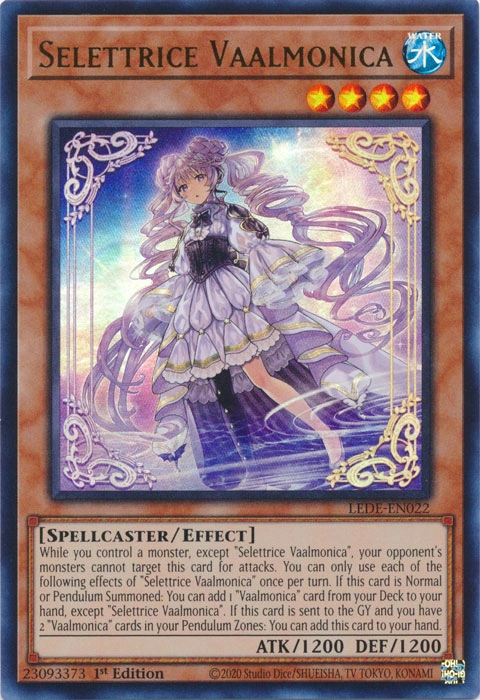 SELETTRICE VAALMONICA
WATER
水
LEDE-EN022
[SPELLCASTER/EFFECT]
While you control a monster, except "Selettrice Vaalmonica", your opponent's
monsters cannot target this card for attacks. You can only use each of the
following effects of "Selettrice Vaalmonica" once per turn. If this card is Normal
or Pendulum Summoned: You can add 1 "Vaalmonica" card from your Deck to your
hand, except "Selettrice Vaalmonica". If this card is sent to the GY and you have
2 "Vaalmonica" cards in your Pendulum Zones: You can add this card to your hand.
ATK/1200 DEF/1200
23093373 1st Edition ©2020 Studio Dice/SHUEISHA, TV TOKYO, KONAMI